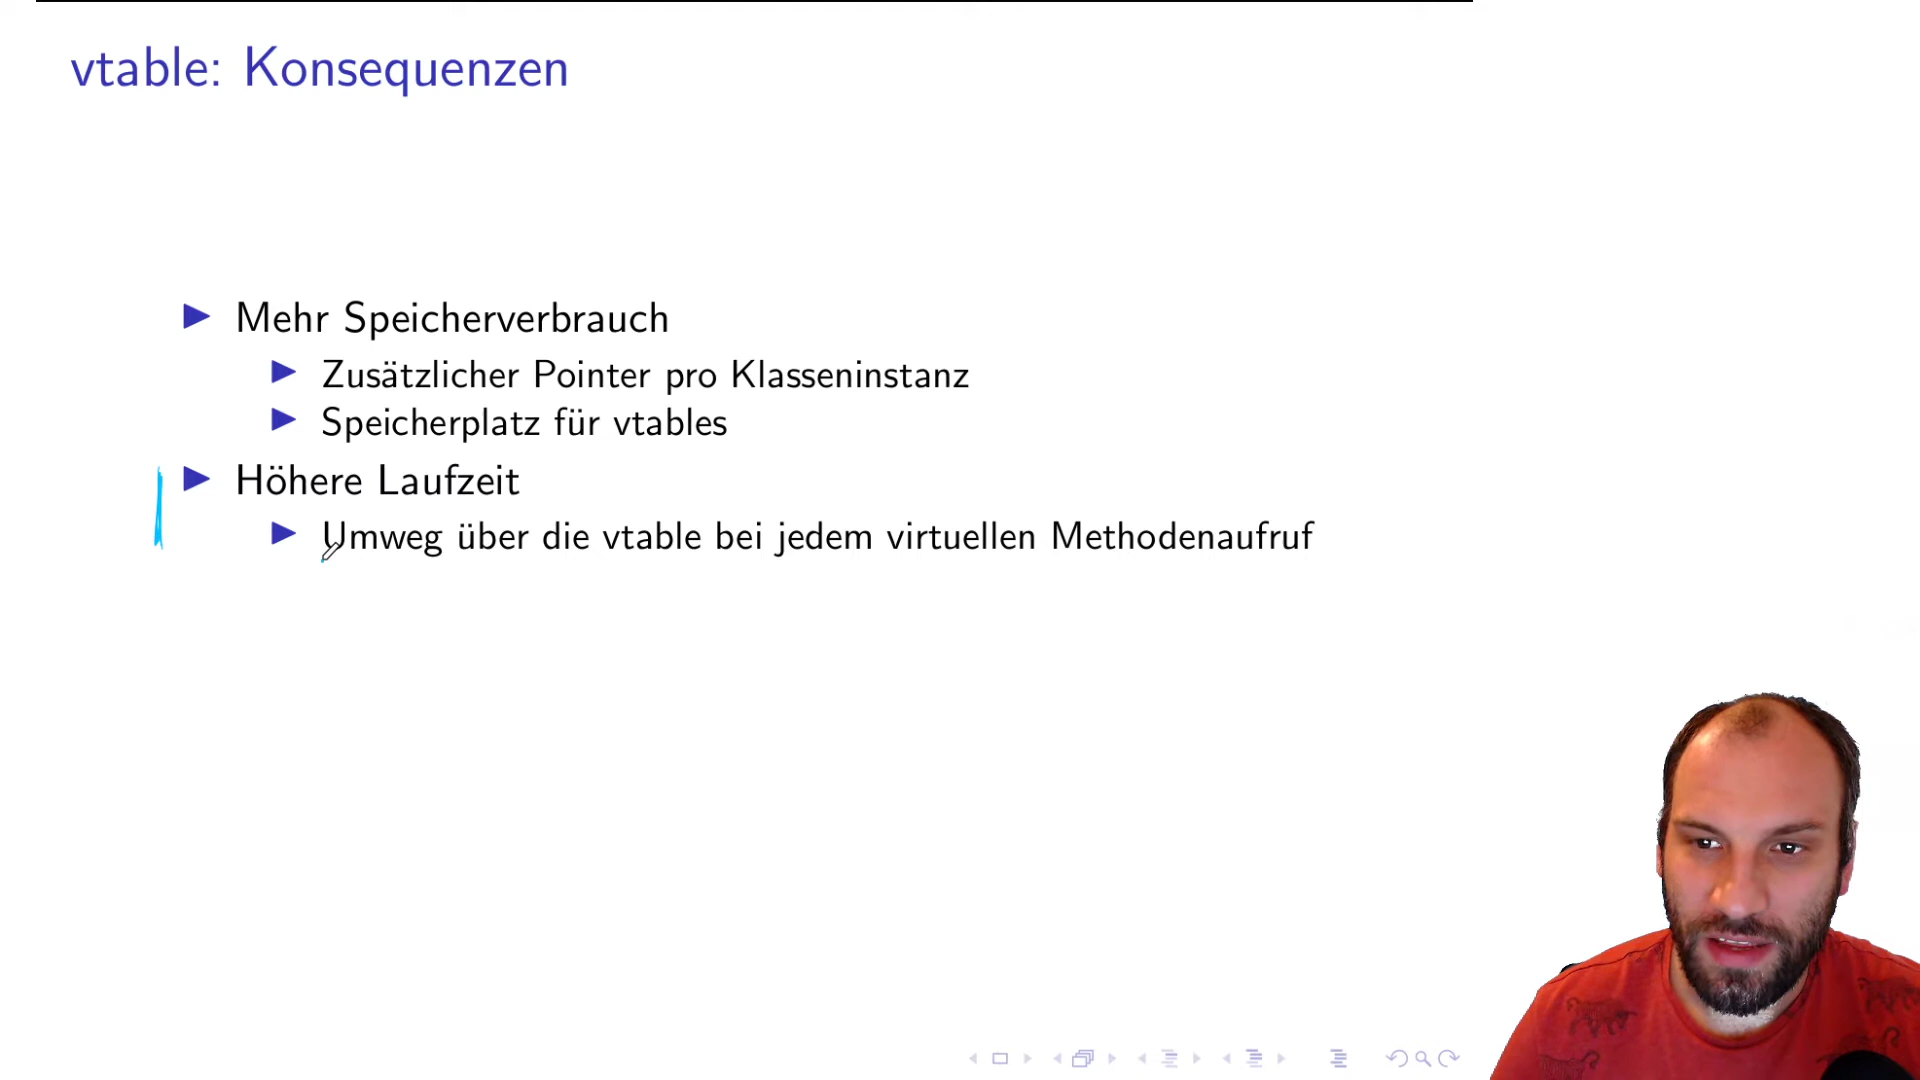 vtable: Konsequenzen
Mehr Speicherverbrauch
Zusätzlicher Pointer pro Klasseninstanz
Speicherplatz für vtables
Höhere Laufzeit
Umweg über die vtable bei jedem virtuellen Methodenaufruf